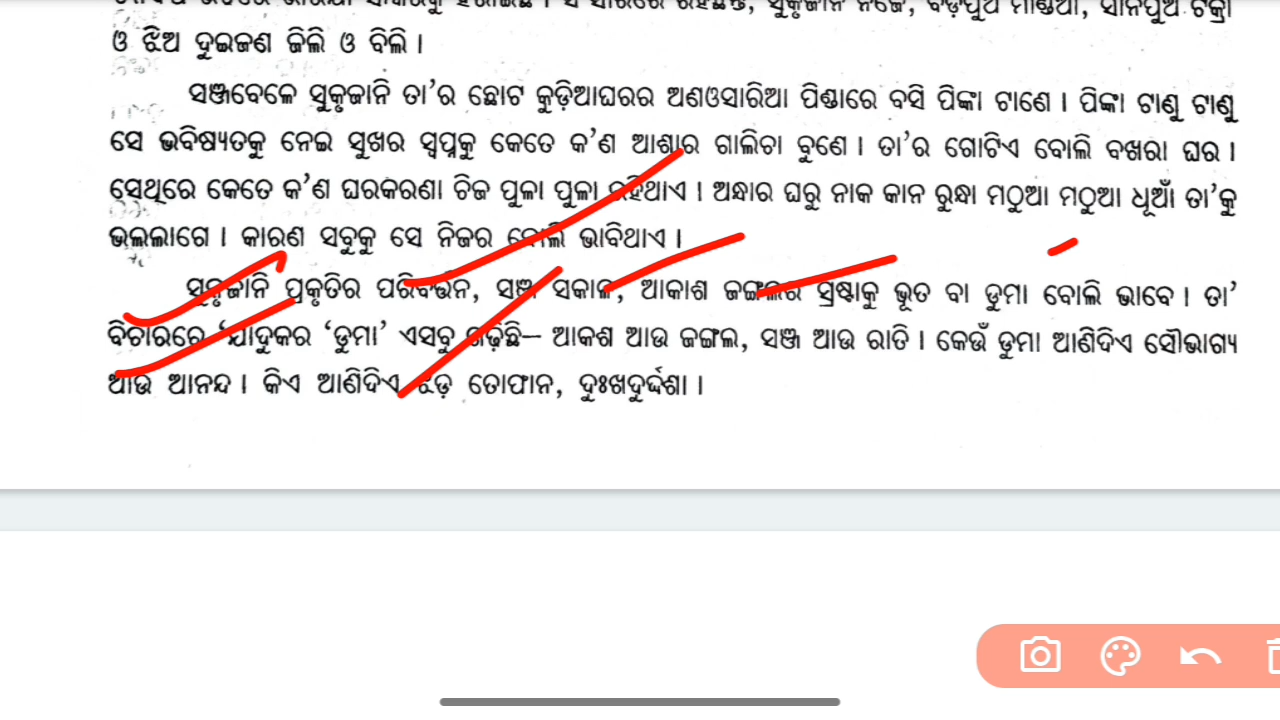 ଓ ଝିଅ ଦୁଇଜଣ ଜିଲି ଓ ବିଲି ।
ସଞ୍ଜବେଳେ ସୁକୃଜାନି ତା’ର ଛୋଟ କୁଡ଼ିଆଘରର ଅଣଓସାରିଆ ପିଣ୍ଡାରେ ବସି ପିଙ୍କା ଟାଣେ । ପିଙ୍କା ଟାଣୁ ଟାଣୁ
ସେ ଭବିଷ୍ୟତକୁ ନେଇ ସୁଖର ସ୍ୱପ୍ନକୁ କେତେ କ’ଣ ଆଶାର ଗାଲିଚା ବୁଣେ । ତା’ର ଗୋଟିଏ ବୋଲି ବଖରା ଘର ।
ସେଥିରେ କେତେ କ’ଣ ଘରକରଣା ଚିଜ ପୁଳା ପୁଳା ରହିଥାଏ । ଅନ୍ଧାର ଘରୁ ନାକ କାନ ରୁନ୍ଧା ମଠୁଆ ମଠୁଆ ଧୂଆଁ ତା’କୁ
ଭଲଲାଗେ । କାରଣ ସବୁକୁ ସେ ନିଜର ବୋଲି ଭାବିଥାଏ ।
ସୁକୃଜାନି ପ୍ରକୃତିର ପରିବର୍ତ୍ତନ, ସଞ୍ଜ ସକାଳ, ଆକାଶ ଜଙ୍ଗଲର ସ୍ରଷ୍ଟାକୁ ଭୂତ ବା ଡୁମା ବୋଲି ଭାବେ । ତା’
ବିଚାରରେ ‘ଯାଦୁକର ‘ଡୁମା’ ଏସବୁ ଗଢ଼ିଛି– ଆକଶ ଆଉ ଜଙ୍ଗଲ, ସଞ୍ଜ ଆଉ ରାତି । କେଉଁ ଡୁମା ଆଣିଦିଏ ସୌଭାଗ୍ୟ
ଆଉ ଆନନ୍ଦ । କିଏ ଆଣିଦିଏ ଝଡ଼ ତୋଫାନ, ଦୁଃଖଦୁର୍ଦ୍ଦଶା ।